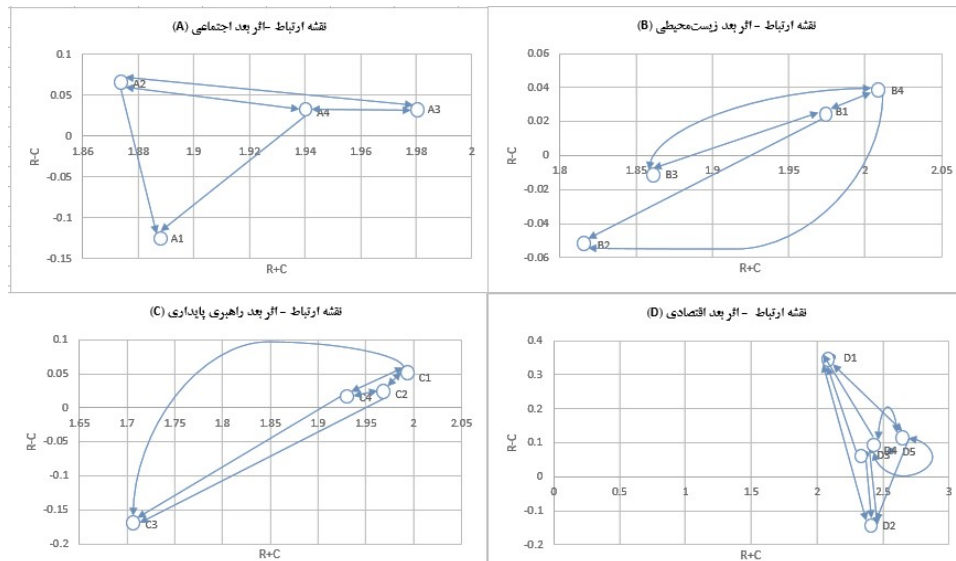 نقشه ارتباط -اثر بعد اجتماعی (A)
0.1
0.05
0
-0.05
-0.1
-0.15
1.86
1.88
1.9
1.92
1.94
1.96
1.98
2
R-C
R+C
A2
A4
A3
A1
نقشه ارتباط - اثر بعد زیست‌محیطی (B)
0.06
0.04
0.02
0
-0.02
-0.04
-0.06
1.8
1.85
1.9
1.95
2
2.05
R-C
R+C
B4
B1
B3
B2
نقشه ارتباط - اثر بعد راهبری پایداری (C)
0.1
0.05
0
-0.05
-0.1
-0.15
-0.2
1.65
1.7
1.75
1.8
1.85
1.9
1.95
2
2.05
R-C
R+C
C1
C2
C4
C3
نقشه ارتباط - اثر بعد اقتصادی (D)
0.4
0.3
0.2
0.1
0
-0.1
-0.2
0
0.5
1
1.5
2
2.5
3
R-C
R+C
D1
D4
D3
D5
D2